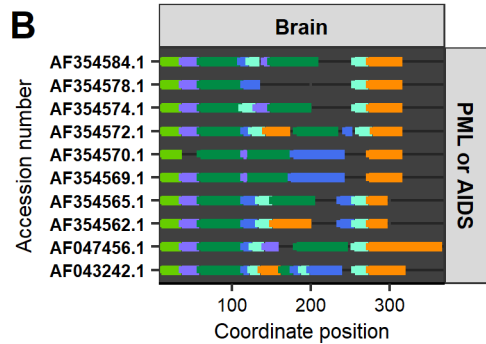 B
Brain
AF354584.1
AF354578.1
AF354574.1
AF354572.1
AF354570.1
AF354569.1
AF354565.1
AF354562.1
AF047456.1
AF043242.1
Accession number
PML or AIDS
100 200 300
Coordinate position